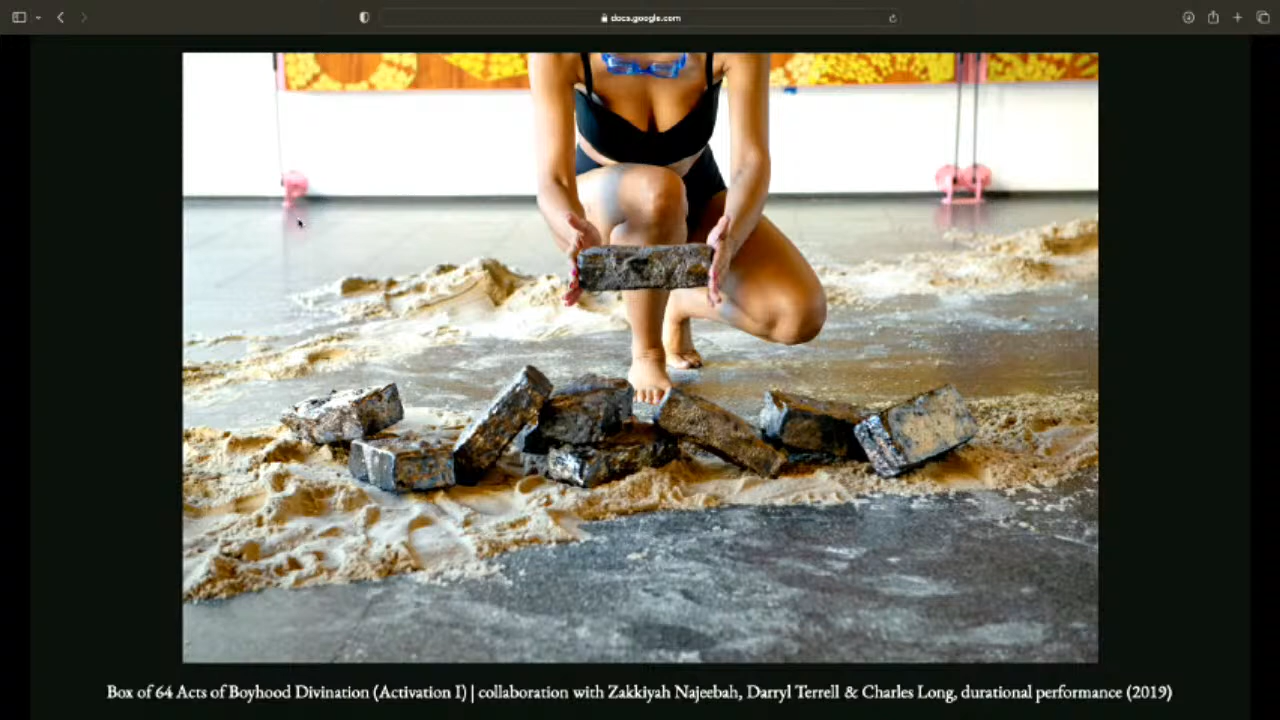 docs.google.com
Box of 64 Acts of Boyhood Divination (Activation I) | collaboration with Zakkiyah Najeebah, Darryl Terrell & Charles Long, durational performance (2019)